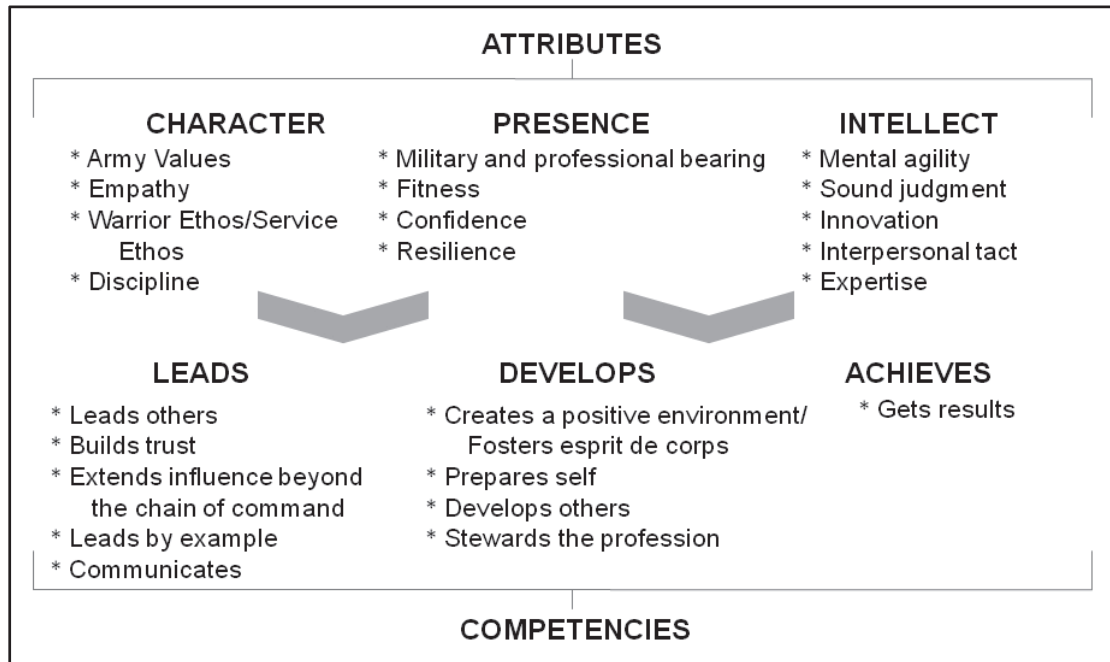 ATTRIBUTES
CHARACTER
* Army Values
* Empathy
* Warrior Ethos/Service
Ethos
* Discipline
PRESENCE
* Military and professional bearing
* Fitness
* Confidence
* Resilience
INTELLECT
* Mental agility
* Sound judgment
* Innovation
* Interpersonal tact
* Expertise
LEADS
* Leads others
* Builds trust
* Extends influence beyond
the chain of command
* Leads by example
* Communicates
DEVELOPS
* Creates a positive environment/
Fosters esprit de corps
* Prepares self
* Develops others
* Stewards the profession
ACHIEVES
* Gets results
COMPETENCIES